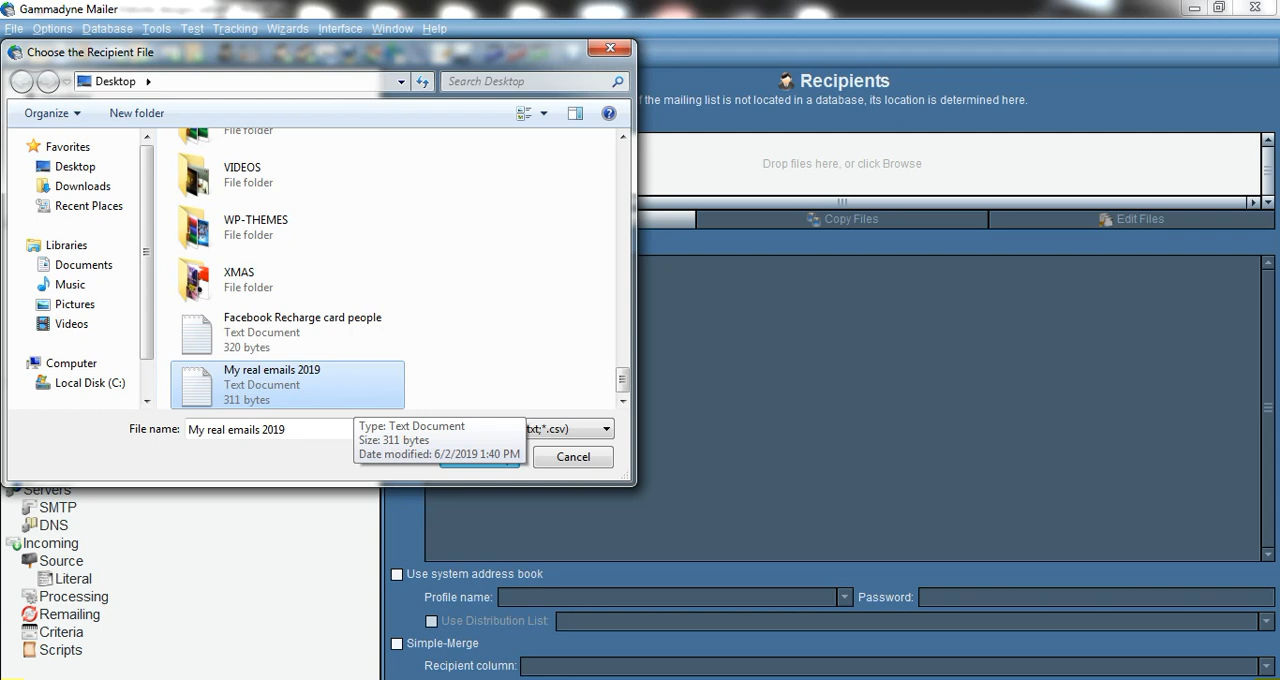 Gammadyne Mailer
File Options Database Tools Test Tracking Wizards Interface Window Help
Choose the Recipient File
Desktop
Search Desktop
Organize
New folder
Favorites
Desktop
Downloads
Recent Places
Libraries
Documents
Music
Pictures
Videos
Computer
Local Disk (C:)
File folder
VIDEOS
File folder
WP-THEMES
File folder
XMAS
File folder
Facebook Recharge card people
Text Document
320 bytes
My real emails 2019
Text Document
311 bytes
File name:
My real emails 2019
txt;*.csv)
Type: Text Document
Size: 311 bytes
Date modified: 6/2/2019 1:40 PM
Cancel
Recipients
f the mailing list is not located in a database, its location is determined here.
Drop files here, or click Browse
Copy Files
Edit Files
Servers
SMTP
DNS
Incoming
Source
Literal
Processing
Remailing
Criteria
Scripts
Use system address book
Profile name:
Password:
Use Distribution List:
Simple-Merge
Recipient column: